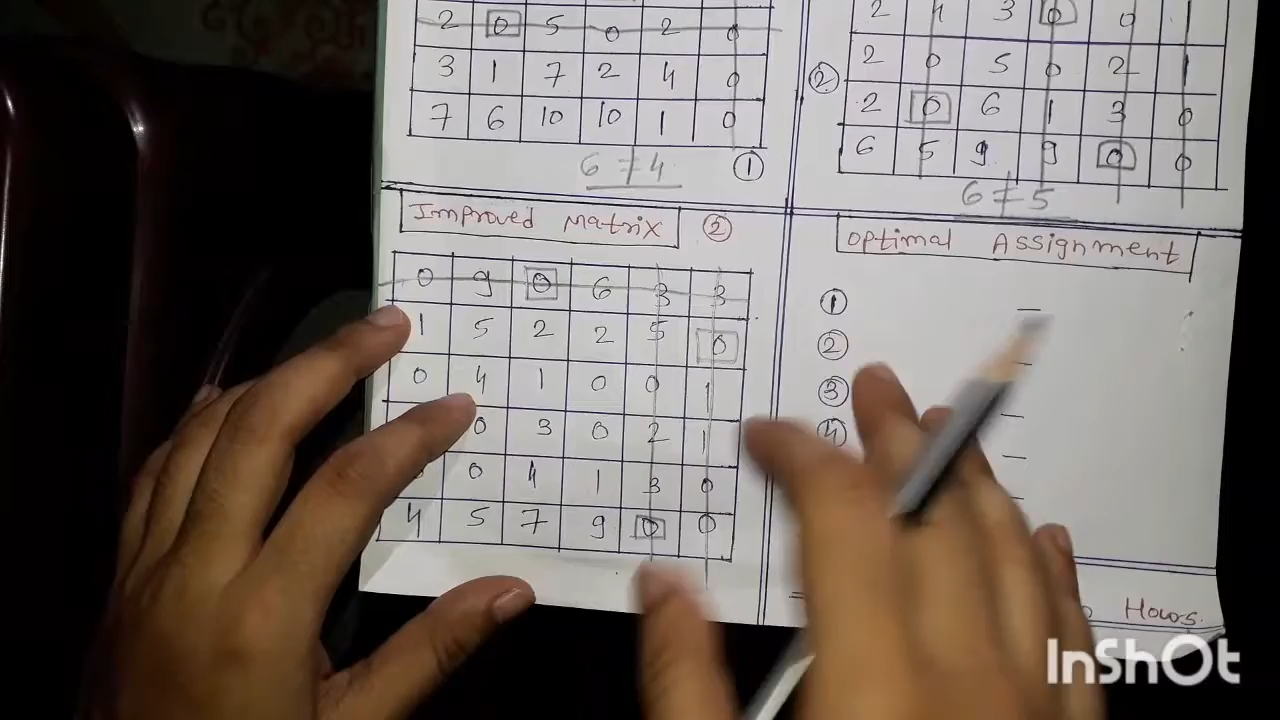 2 0 5 0 2 0
3 1 7 2 4 0
7 6 10 10 1 0
6 ≠ 4 ①
2 4 3 0 0 1
2 0 5 0 2 1
② 2 0 6 1 3 0
6 5 9 9 0 0
6 ≠ 5
Improved Matrix ②
0 9 0 6 3 3
1 5 2 2 5 0
0 4 1 0 0 1
0 3 0 2 1
0 4 1 3 0
4 5 7 9 0 0
Optimal Assignment
① —
② —
③ —
④ —
—
Hours.
InShOt